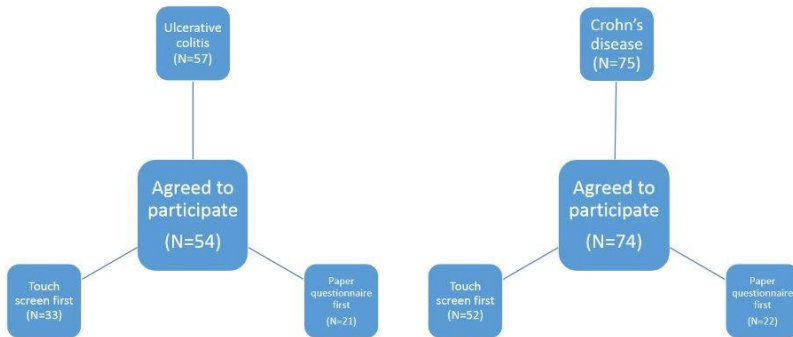 Ulcerative
colitis
(N=57)
Agreed to
participate
(N=54)
Touch
screen first
(N=33)
Paper
questionnaire
first
(N=21)
Crohn's
disease
(N=75)
Agreed to
participate
(N=74)
Touch
screen first
(N=52)
Paper
questionnaire
first
(N=22)